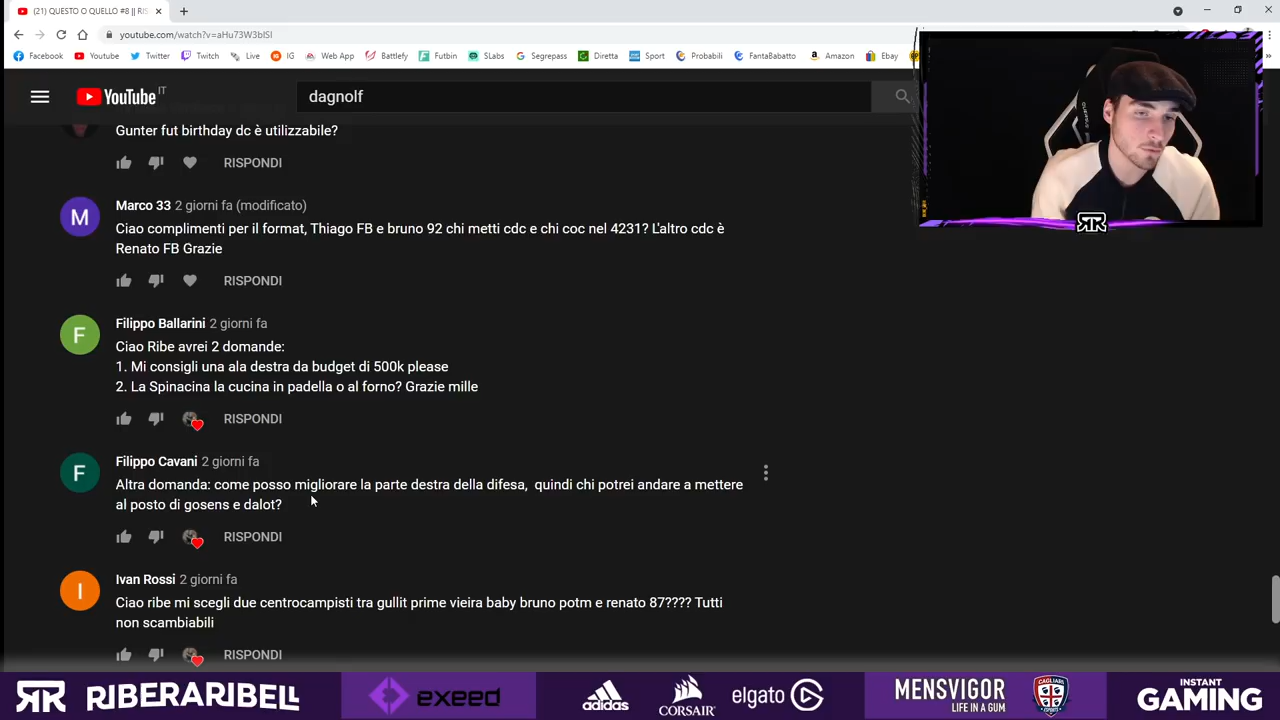 (21) QUESTO O QUELLO #8 || RIS
youtube.com/watch?v=aHu73W3bISI
Facebook Youtube Twitter Twitch Live IG Web App Battlefy Futbin SLabs Segrepass Diretta Sport Probabili FantaBabatto Amazon Ebay
YouTube IT
dagnolf
Gunter fut birthday dc è utilizzabile?
RISPONDI
M
Marco 33 2 giorni fa (modificato)
Ciao complimenti per il format, Thiago FB e bruno 92 chi metti cdc e chi coc nel 4231? L'altro cdc è
Renato FB Grazie
RISPONDI
F
Filippo Ballarini 2 giorni fa
Ciao Ribe avrei 2 domande:
1. Mi consigli una ala destra da budget di 500k please
2. La Spinacina la cucina in padella o al forno? Grazie mille
RISPONDI
F
Filippo Cavani 2 giorni fa
Altra domanda: come posso migliorare la parte destra della difesa, quindi chi potrei andare a mettere
al posto di gosens e dalot?
RISPONDI
I
Ivan Rossi 2 giorni fa
Ciao ribe mi scegli due centrocampisti tra gullit prime vieira baby bruno potm e renato 87???? Tutti
non scambiabili
RISPONDI
RR RIBERARIBELL exeed adidas CORSAIR elgato MENSVIGOR LIFE IN A GUM CAGLIARI INSTANT GAMING